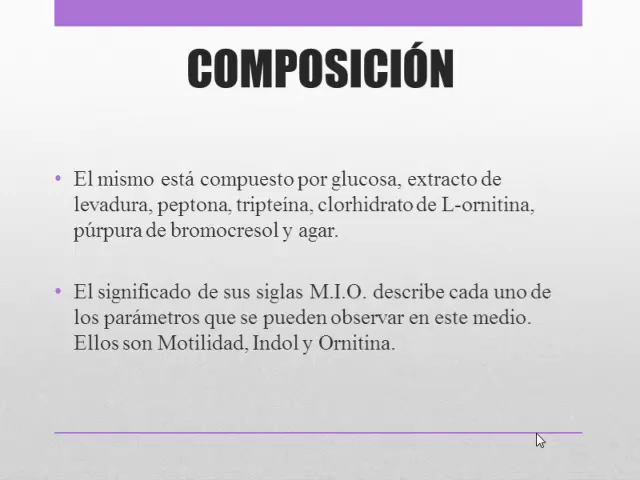 COMPOSICIÓN
• El mismo está compuesto por glucosa, extracto de
levadura, peptona, tripteína, clorhidrato de L-ornitina,
púrpura de bromocresol y agar.
• El significado de sus siglas M.I.O. describe cada uno de
los parámetros que se pueden observar en este medio.
Ellos son Motilidad, Indol y Ornitina.